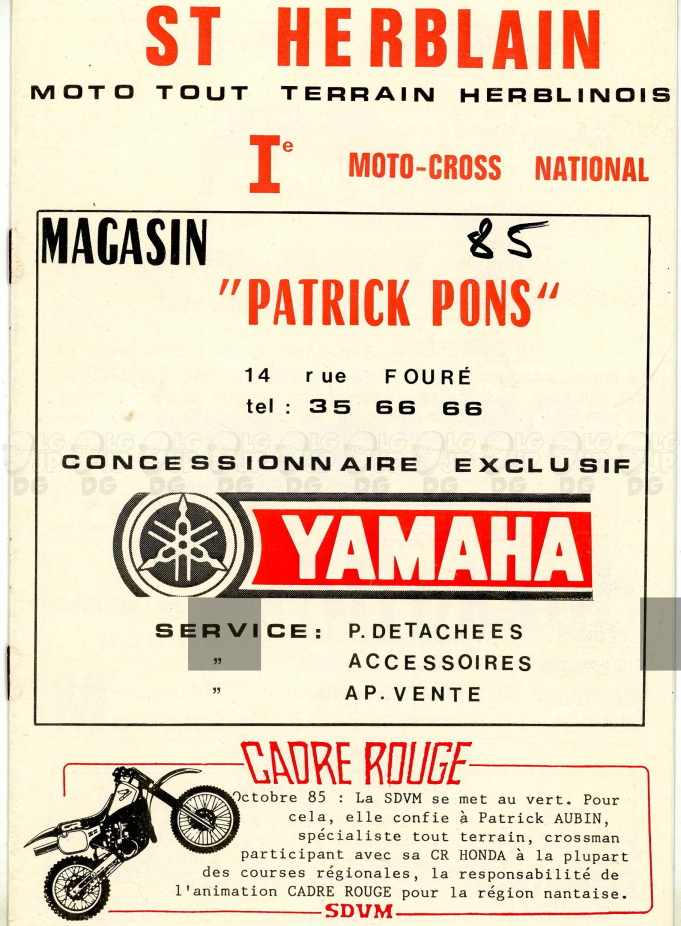 ST HERBLAIN
MOTO TOUT TERRAIN HERBLINOIS
Ie MOTO-CROSS NATIONAL
MAGASIN 85
"PATRICK PONS"
14 rue FOURÉ
tel : 35 66 66
CONCESSIONNAIRE EXCLUSIF
YAMAHA
SERVICE : P. DETACHEES
" ACCESSOIRES
" AP. VENTE
CADRE ROUGE
Octobre 85 : La SDVM se met au vert. Pour
cela, elle confie à Patrick AUBIN,
spécialiste tout terrain, crossman
participant avec sa CR HONDA à la plupart
des courses régionales, la responsabilité de
l'animation CADRE ROUGE pour la région nantaise.
SDVM